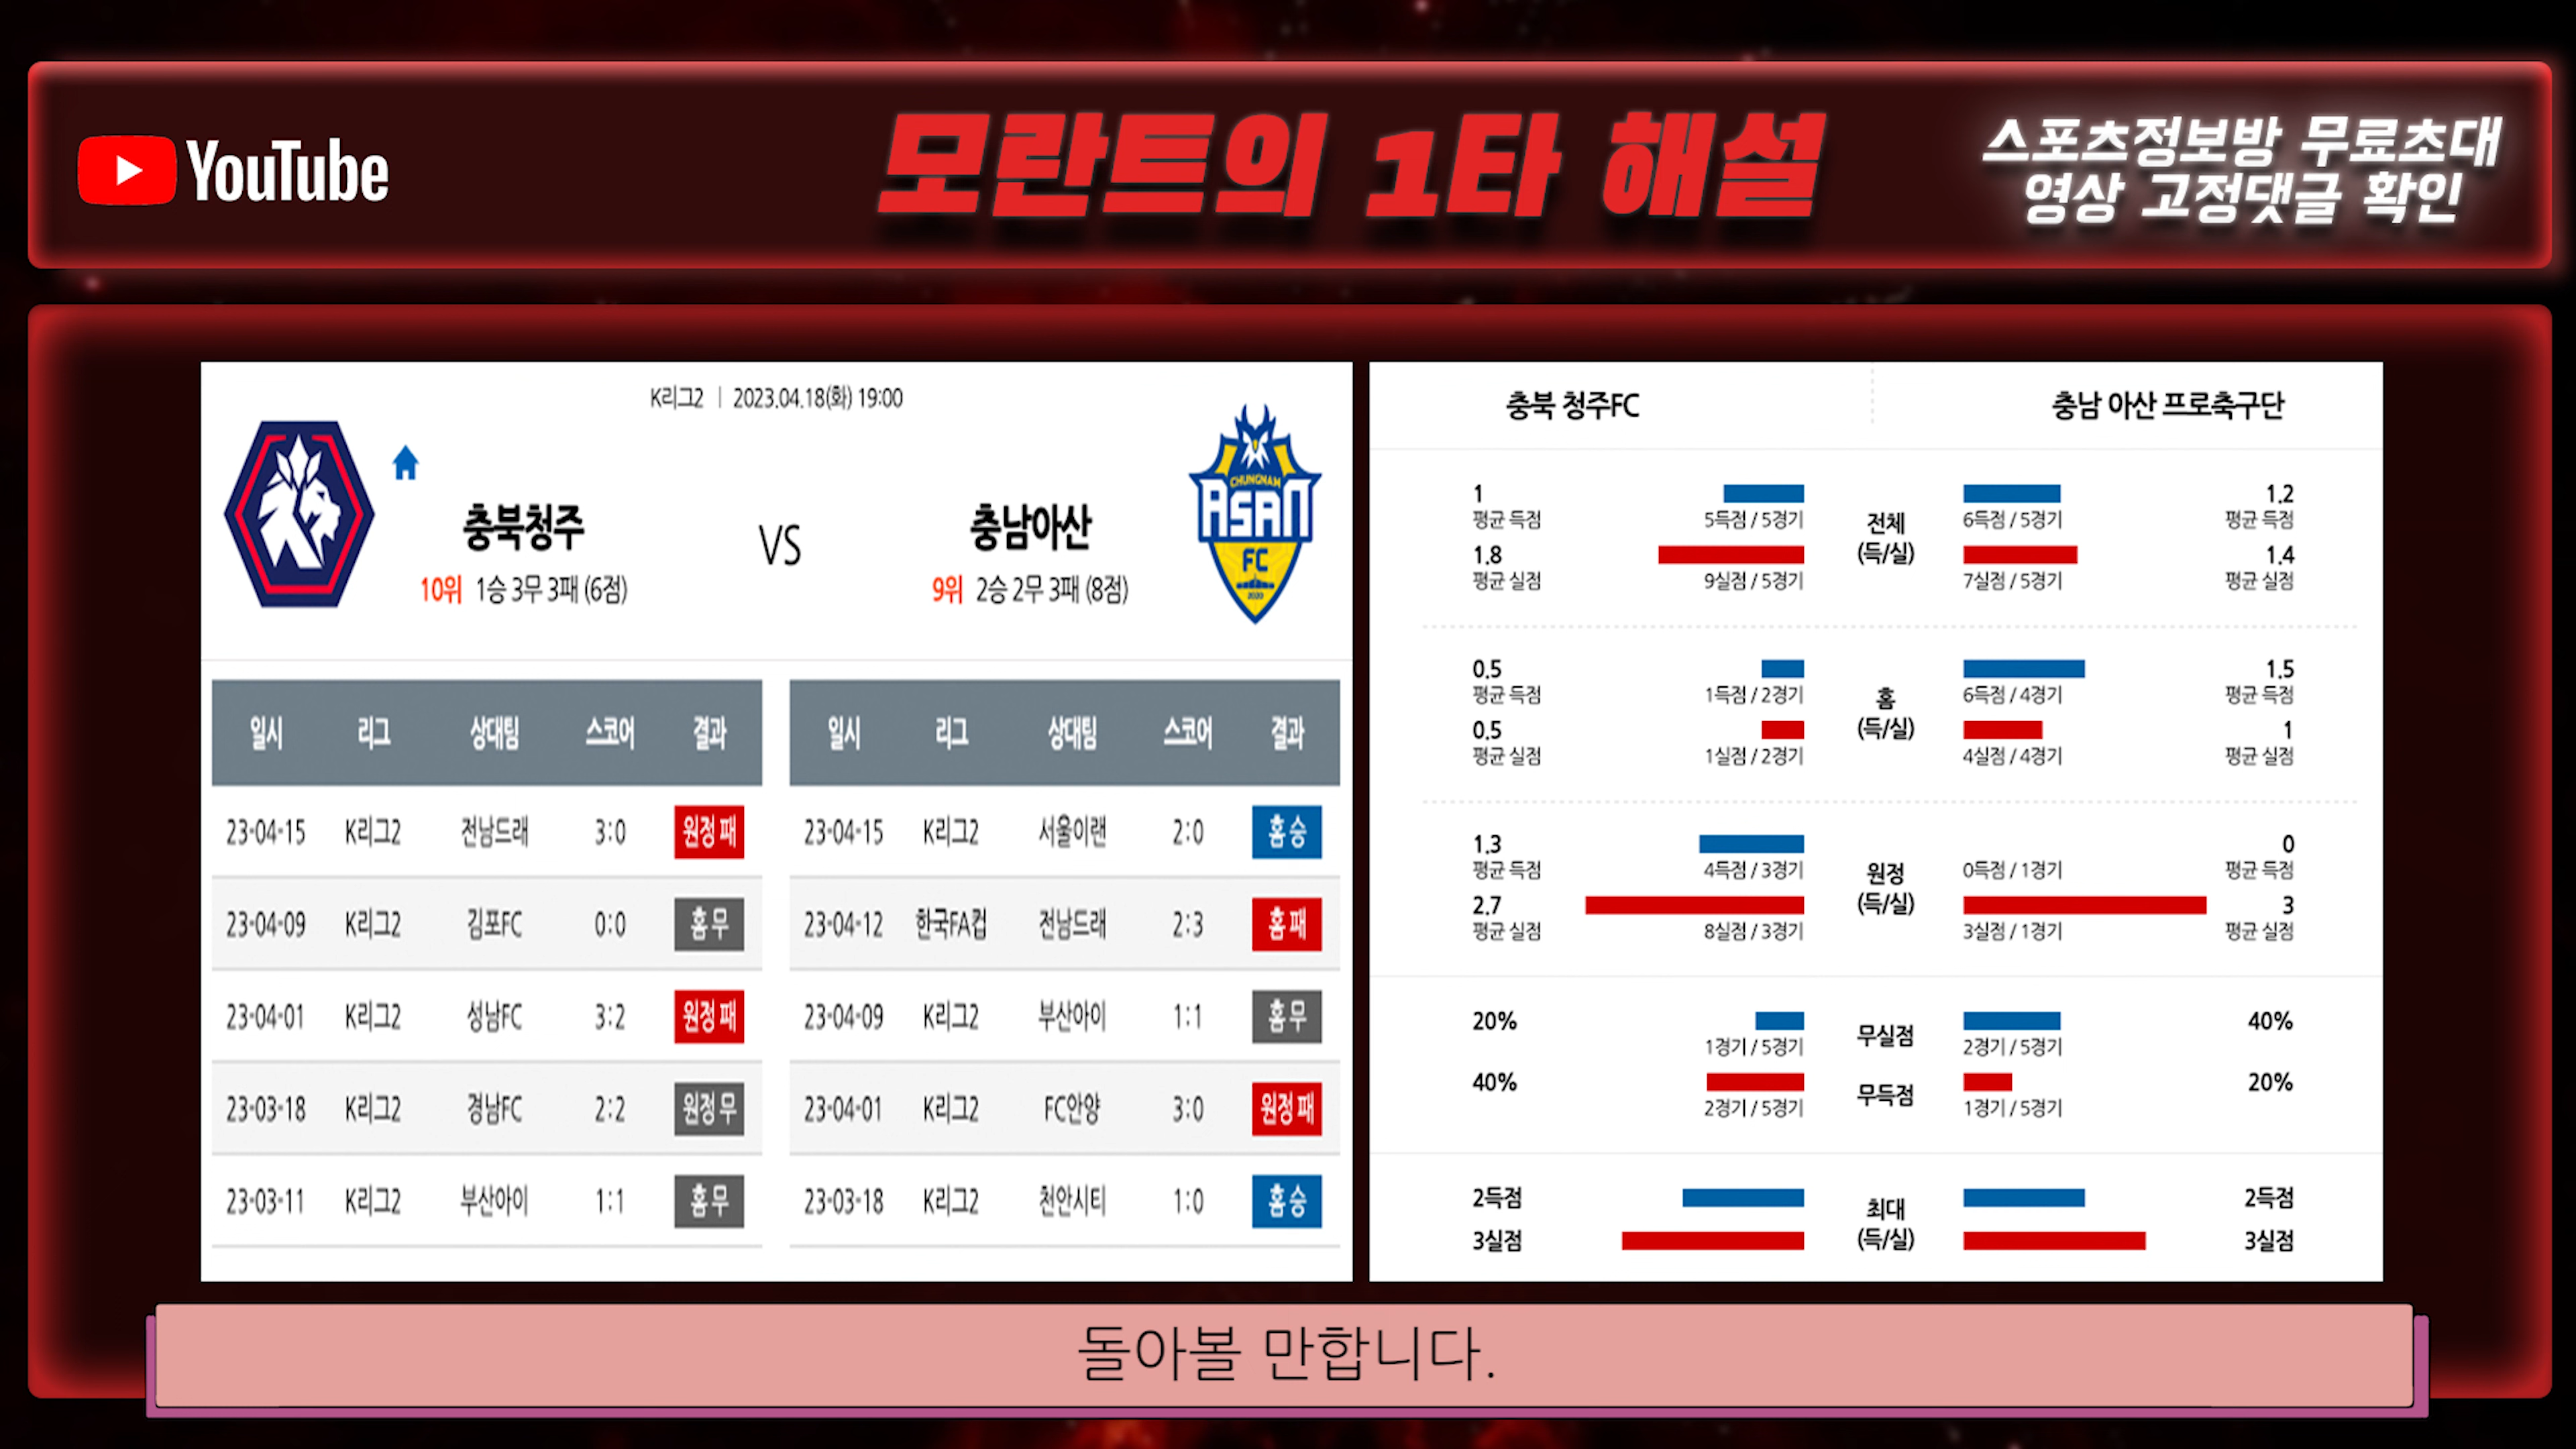 YouTube
모란트의 1타 해설
스포츠정보방 무료초대
영상 고정댓글 확인
K리그2 | 2023.04.18(화) 19:00
충북청주
10위 1승 3무 3패 (6점)
VS
충남아산
9위 2승 2무 3패 (8점)
CHUNGNAM
ASAN
FC
2020
일시 리그 상대팀 스코어 결과
23-04-15 K리그2 전남드래 3:0 원정 패
23-04-09 K리그2 김포FC 0:0 홈 무
23-04-01 K리그2 성남FC 3:2 원정 패
23-03-18 K리그2 경남FC 2:2 원정 무
23-03-11 K리그2 부산아이 1:1 홈 무
일시 리그 상대팀 스코어 결과
23-04-15 K리그2 서울이랜 2:0 홈 승
23-04-12 한국FA컵 전남드래 2:3 홈 패
23-04-09 K리그2 부산아이 1:1 홈 무
23-04-01 K리그2 FC안양 3:0 원정 패
23-03-18 K리그2 천안시티 1:0 홈 승
충북 청주FC 충남 아산 프로축구단
1 1.2
평균 득점 5득점 / 5경기 전체 6득점 / 5경기 평균 득점
1.8 (득/실) 1.4
평균 실점 9실점 / 5경기 7실점 / 5경기 평균 실점
0.5 1.5
평균 득점 1득점 / 2경기 홈 6득점 / 4경기 평균 득점
0.5 (득/실) 1
평균 실점 1실점 / 2경기 4실점 / 4경기 평균 실점
1.3 0
평균 득점 4득점 / 3경기 원정 0득점 / 1경기 평균 득점
2.7 (득/실) 3
평균 실점 8실점 / 3경기 3실점 / 1경기 평균 실점
20% 무실점 40%
1경기 / 5경기 2경기 / 5경기
40% 무득점 20%
2경기 / 5경기 1경기 / 5경기
2득점 최대 2득점
3실점 (득/실) 3실점
돌아볼 만합니다.